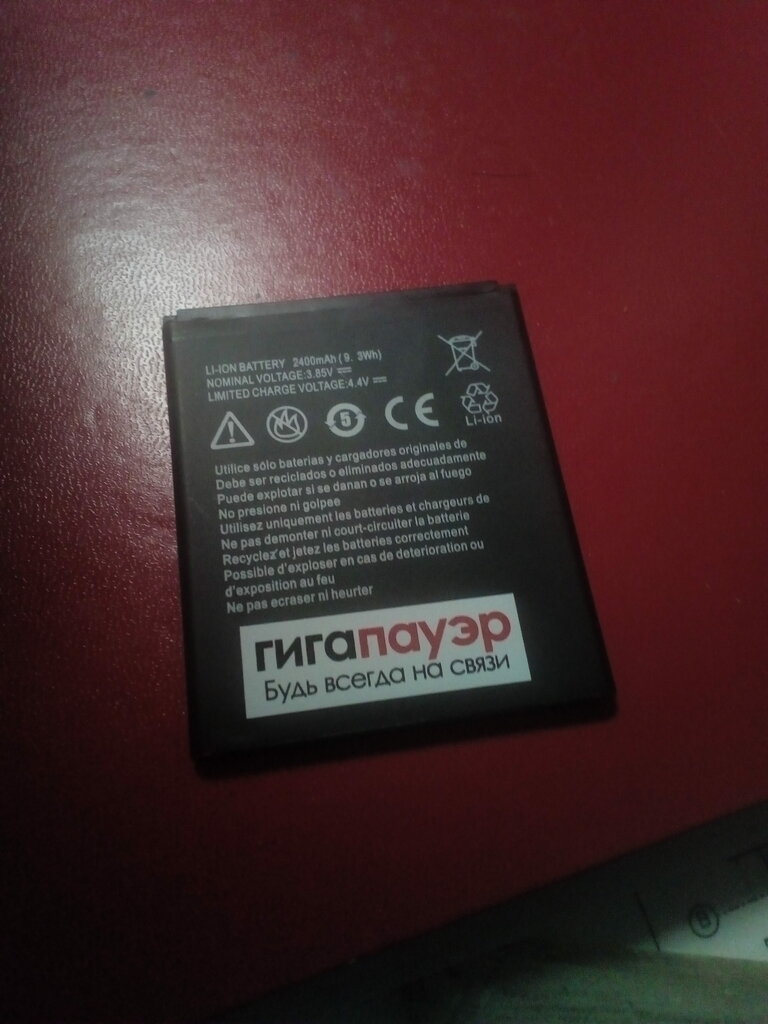 LI-ION BATTERY 2400mAh (9.3Wh)
NOMINAL VOLTAGE:3.85V
LIMITED CHARGE VOLTAGE:4.4V
5
CE
Li-ion
Utilice sólo baterias y cargadores originales de
Debe ser reciclados o eliminados adecuadamente
Puede explotar si se danan o se arroja al fuego
No presione ni golpee
Utilisez uniquement les batteries et chargeurs de
Ne pas demonter ni court-circuiter la batterie
Recyclez et jetez les batteries correctement
Possible d'exploser en cas de deterioration ou
d'exposition au feu
Ne pas ecraser ni heurter
гигапауэр
Будь всегда на связи
B